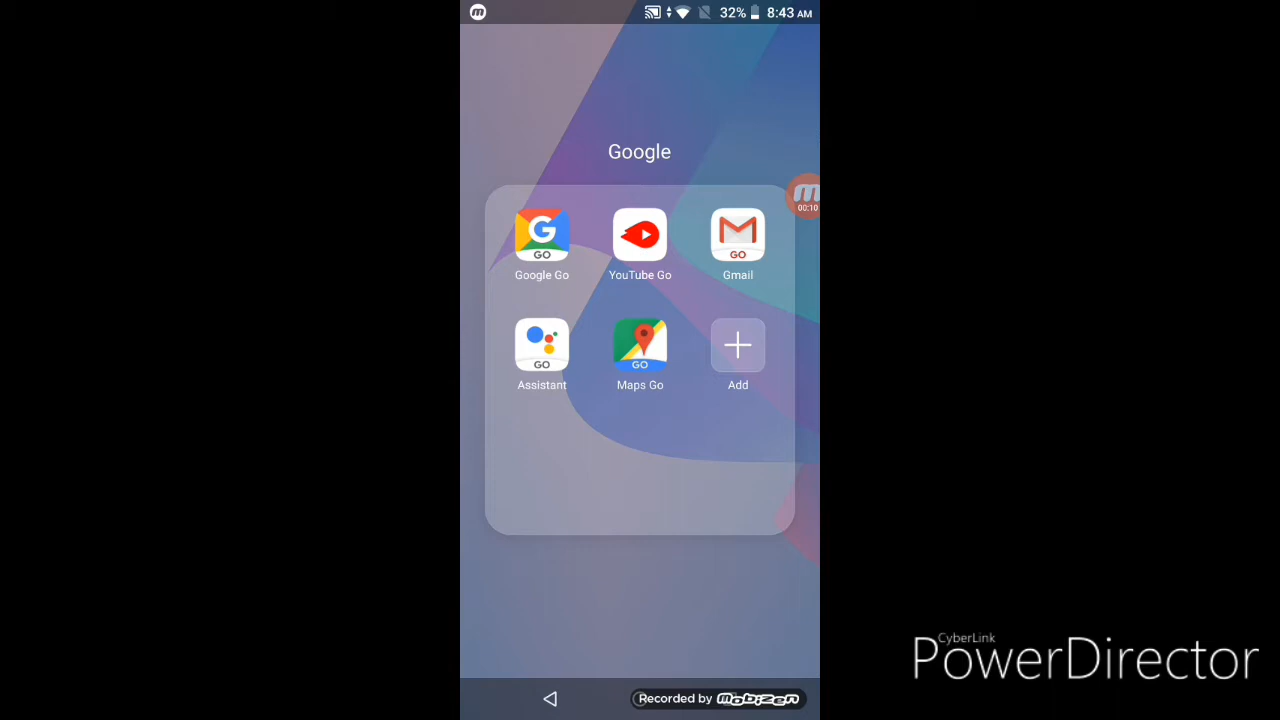 m 32% 8:43 AM
Google
m
00:10
G
GO GO
Google Go YouTube Go Gmail
GO GO
Assistant Maps Go Add
CyberLink
PowerDirector
Recorded by mobizen